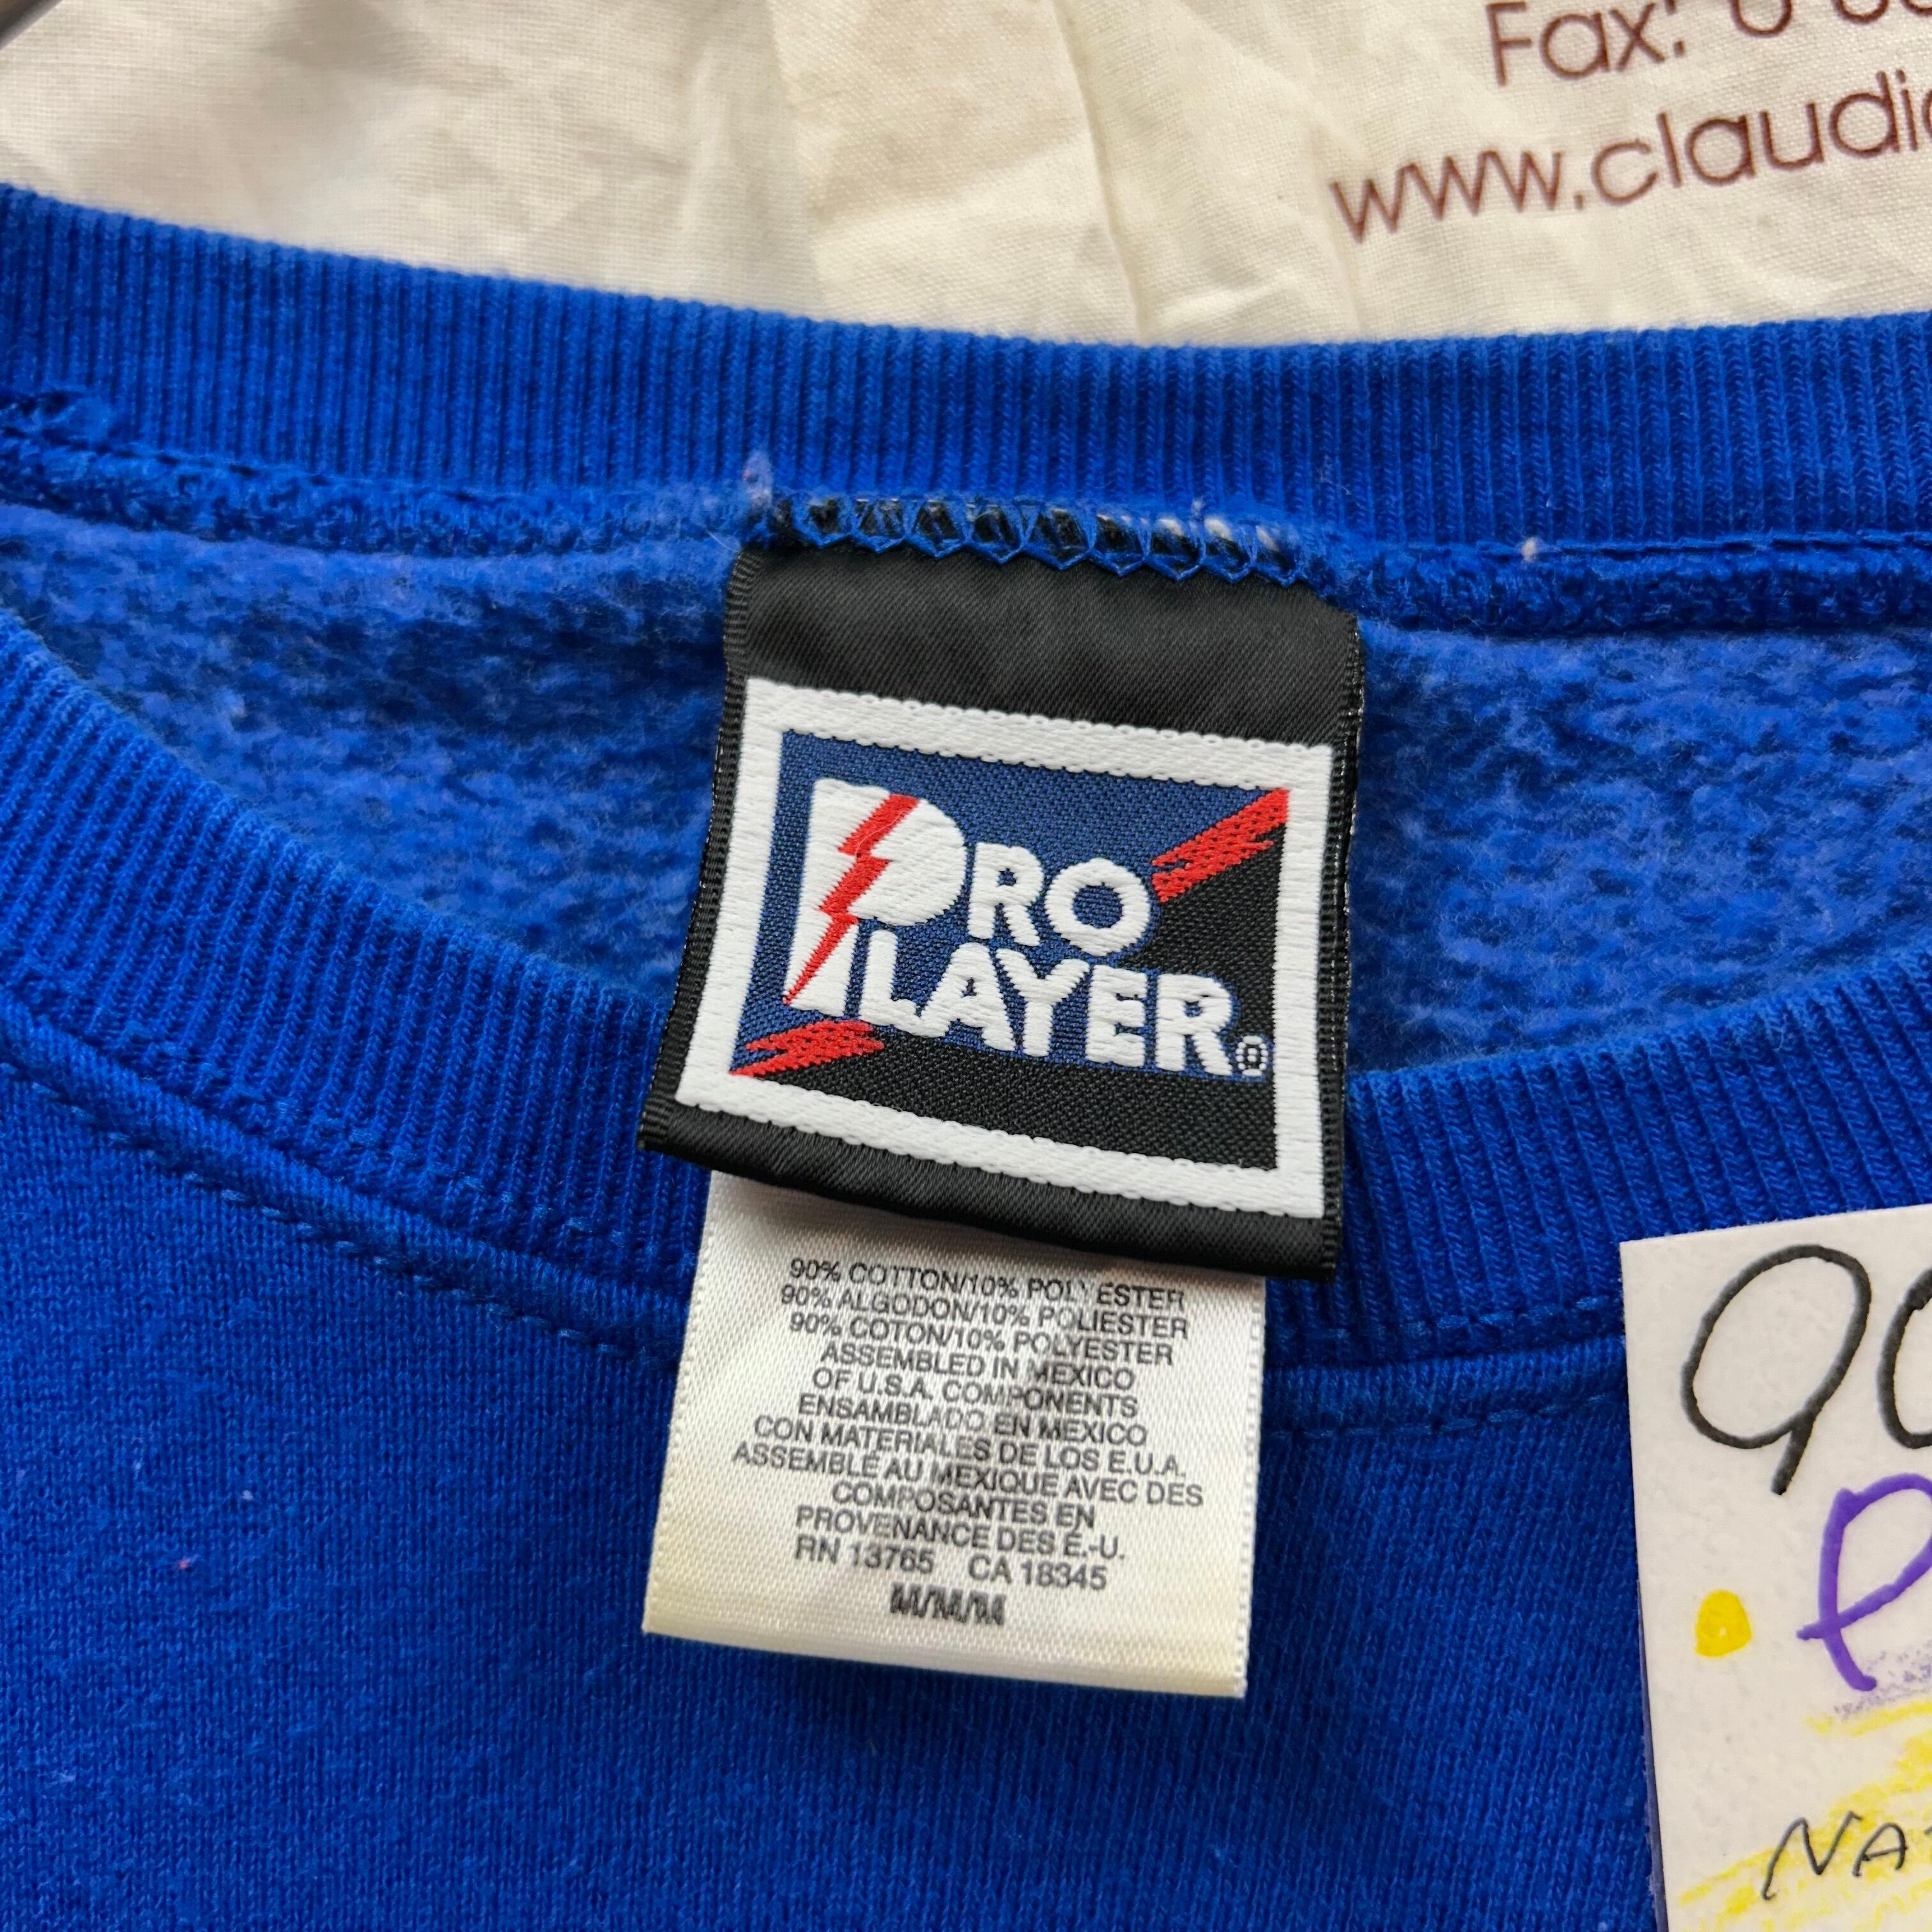 Fax:
www.claudi
PRO
PLAYER®
90% COTTON/10% POLYESTER
90% ALGODON/10% POLIESTER
90% COTON/10% POLYESTER
ASSEMBLED IN MEXICO
OF U.S.A. COMPONENTS
ENSAMBLADO EN MEXICO
CON MATERIALES DE LOS E.U.A.
ASSEMBLÉ AU MEXIQUE AVEC DES
COMPOSANTES EN
PROVENANCE DES É.-U.
RN 13765 CA 18345
M/M/M